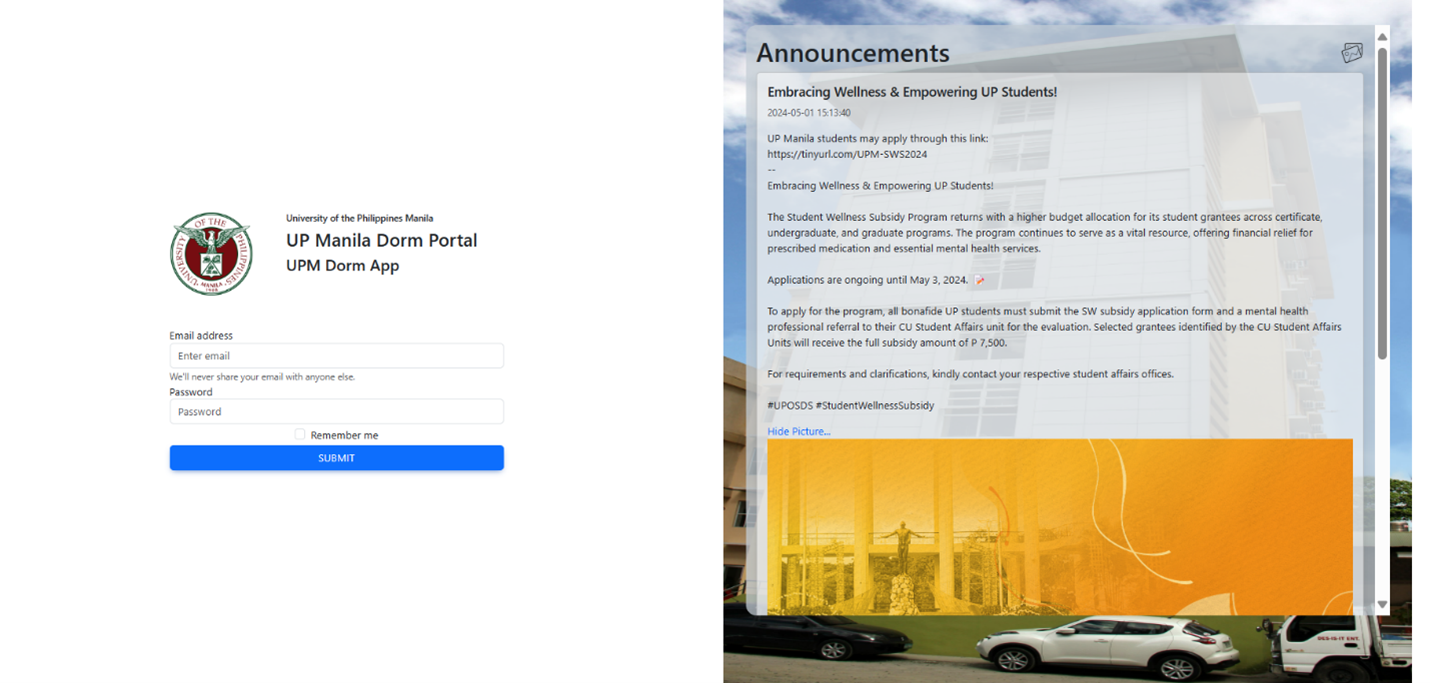 UNIVERSITY OF THE PHILIPPINES
MANILA
1908
University of the Philippines Manila
UP Manila Dorm Portal
UPM Dorm App
Email address
Enter email
We'll never share your email with anyone else.
Password
Password
Remember me
SUBMIT
Announcements
Embracing Wellness & Empowering UP Students!
2024-05-01 15:13:40
UP Manila students may apply through this link:
https://tinyurl.com/UPM-SWS2024
--
Embracing Wellness & Empowering UP Students!
The Student Wellness Subsidy Program returns with a higher budget allocation for its student grantees across certificate,
undergraduate, and graduate programs. The program continues to serve as a vital resource, offering financial relief for
prescribed medication and essential mental health services.
Applications are ongoing until May 3, 2024. 📝
To apply for the program, all bonafide UP students must submit the SW subsidy application form and a mental health
professional referral to their CU Student Affairs unit for the evaluation. Selected grantees identified by the CU Student Affairs
Units will receive the full subsidy amount of P 7,500.
For requirements and clarifications, kindly contact your respective student affairs offices.
#UPOSDS #StudentWellnessSubsidy
Hide Picture...